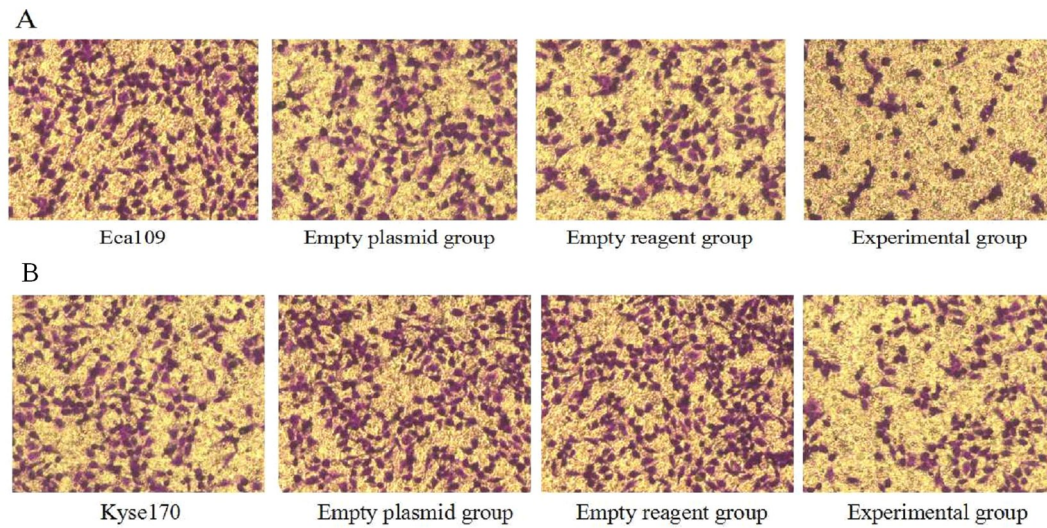 A
Eca109 Empty plasmid group Empty reagent group Experimental group
B
Kyse170 Empty plasmid group Empty reagent group Experimental group